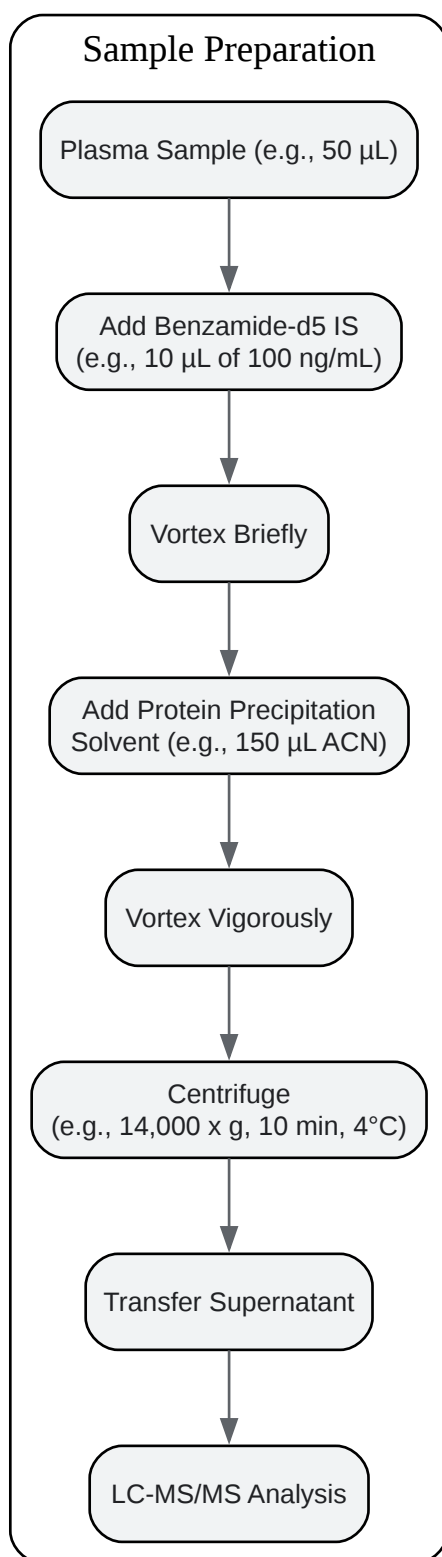 Sample Preparation
Plasma Sample (e.g., 50 µL)
Add Benzamide-d5 IS
(e.g., 10 µL of 100 ng/mL)
Vortex Briefly
Add Protein Precipitation
Solvent (e.g., 150 µL ACN)
Vortex Vigorously
Centrifuge
(e.g., 14,000 x g, 10 min, 4°C)
Transfer Supernatant
LC-MS/MS Analysis